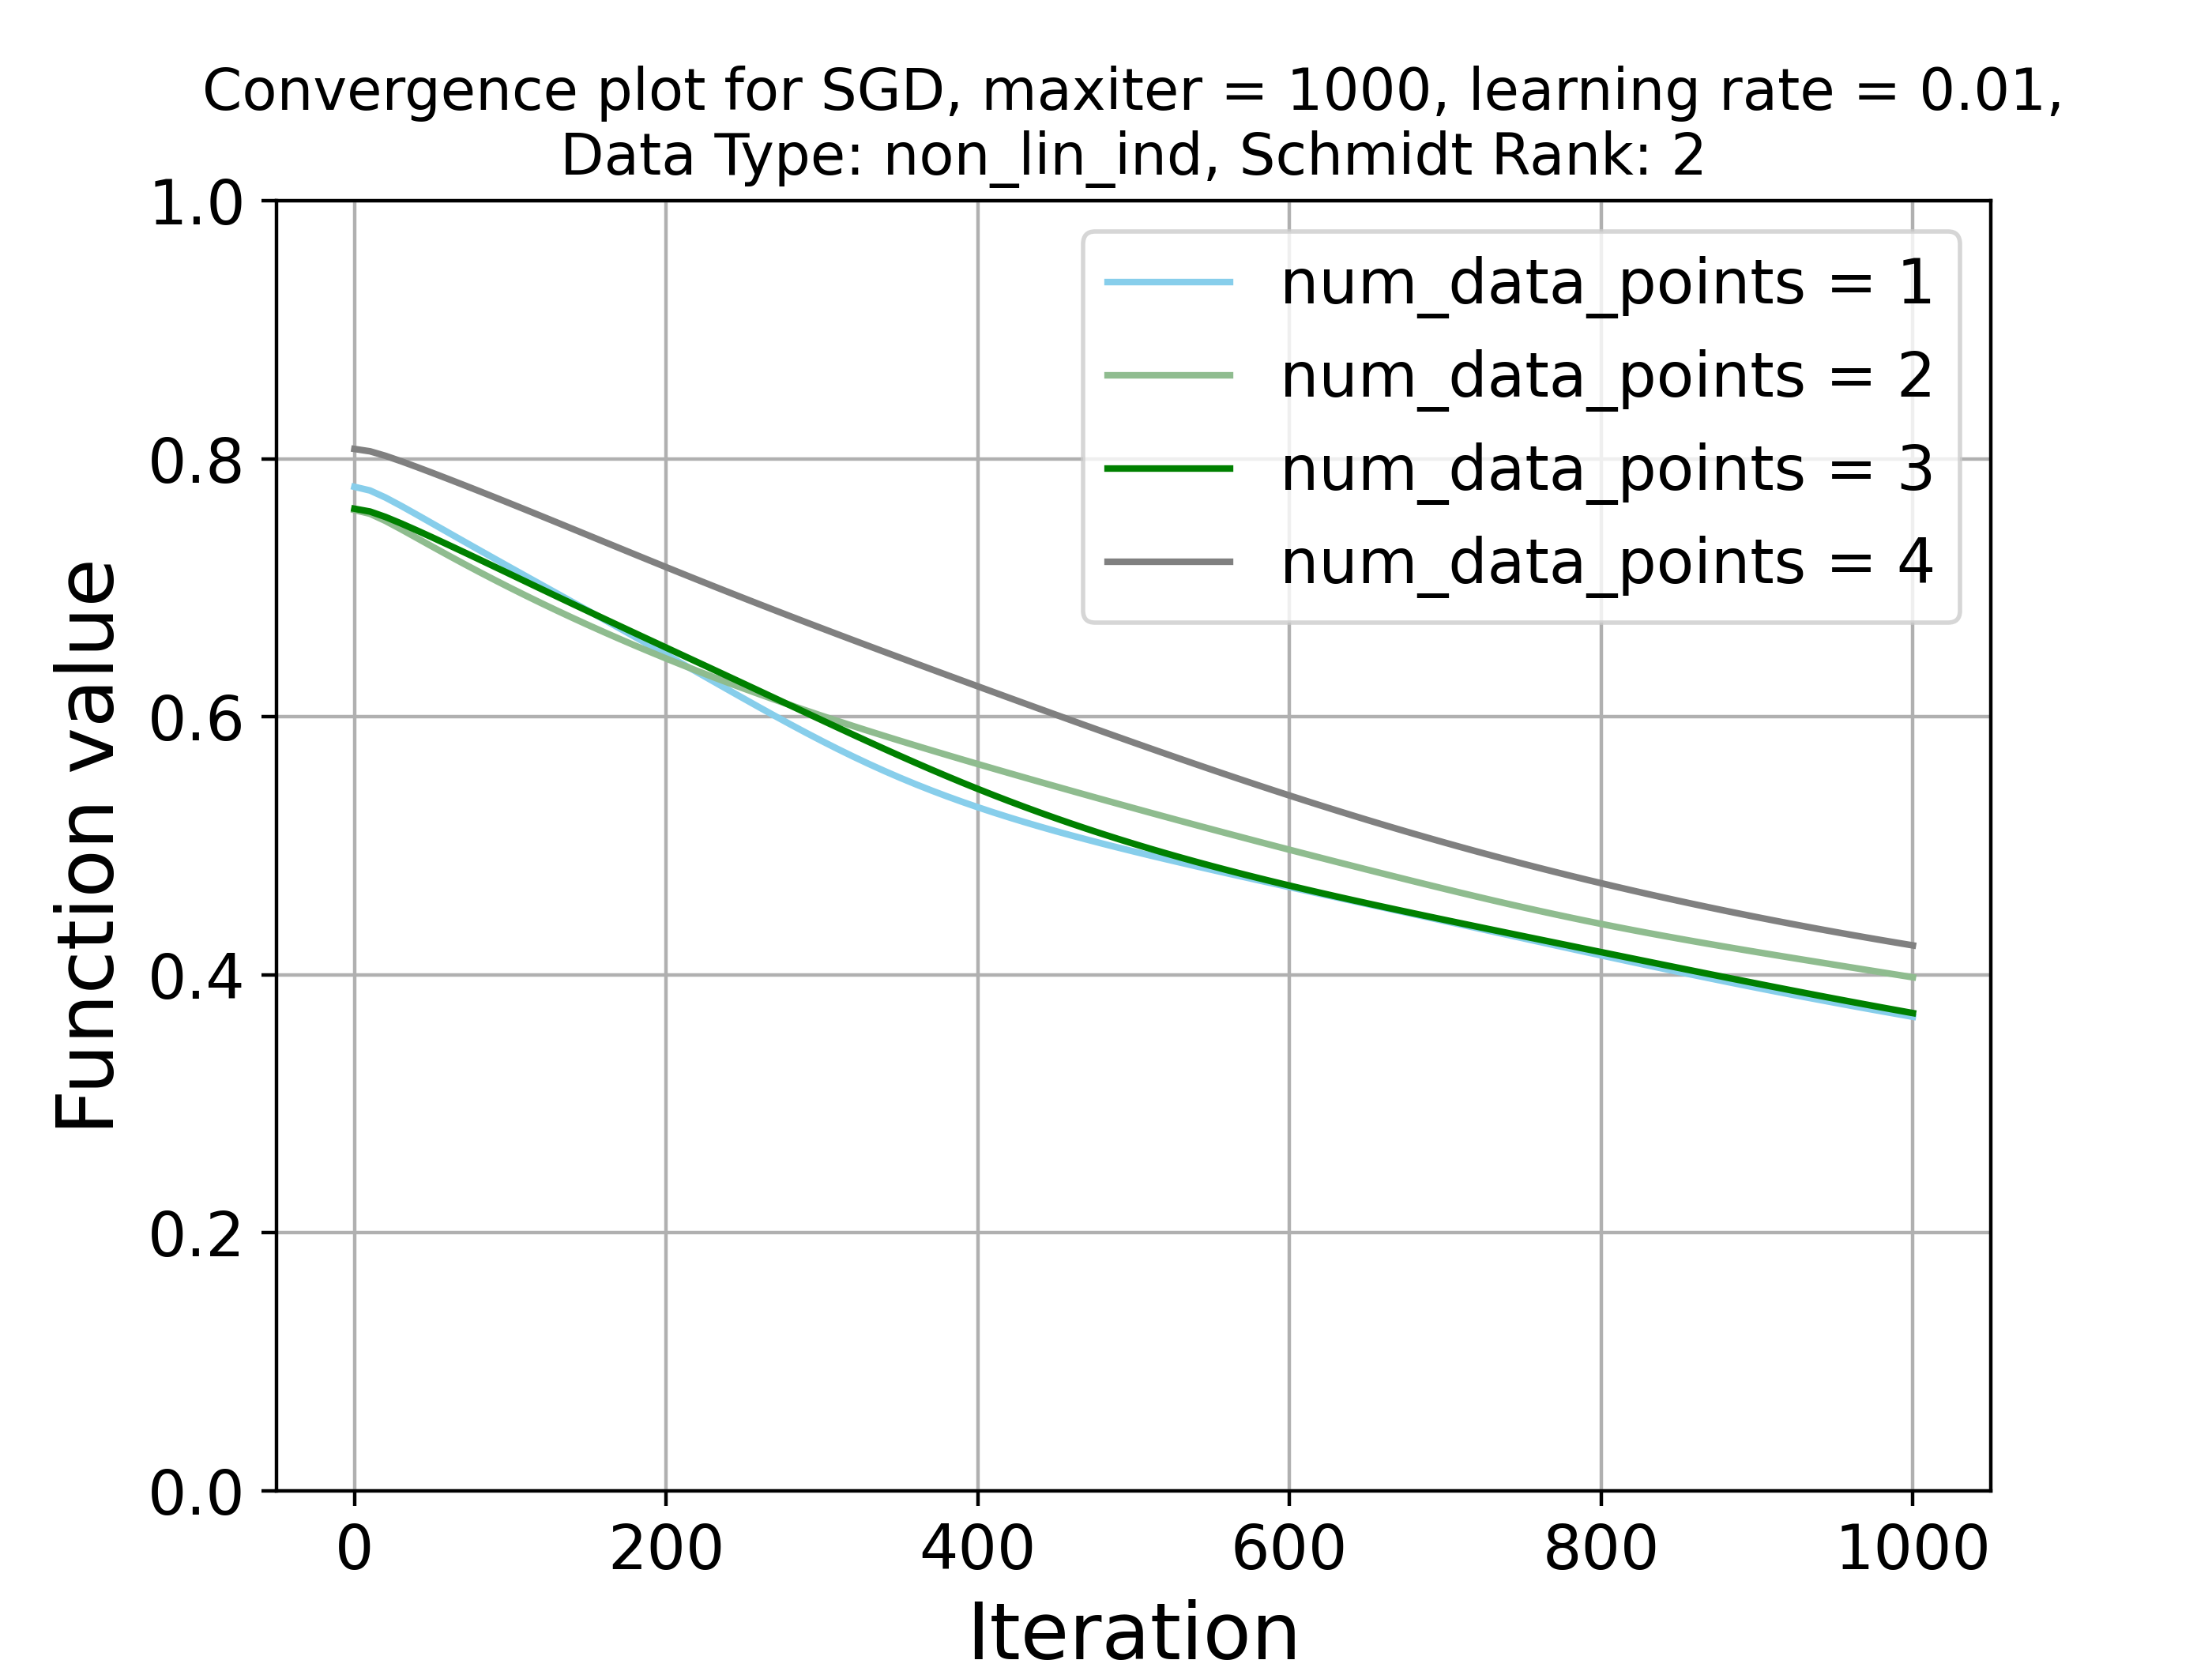 Convergence plot for SGD, maxiter = 1000, learning rate = 0.01,
Data Type: non_lin_ind, Schmidt Rank: 2
1.0
0.8
0.6
0.4
0.2
0.0
Function value
num_data_points = 1
num_data_points = 2
num_data_points = 3
num_data_points = 4
0 200 400 600 800 1000
Iteration